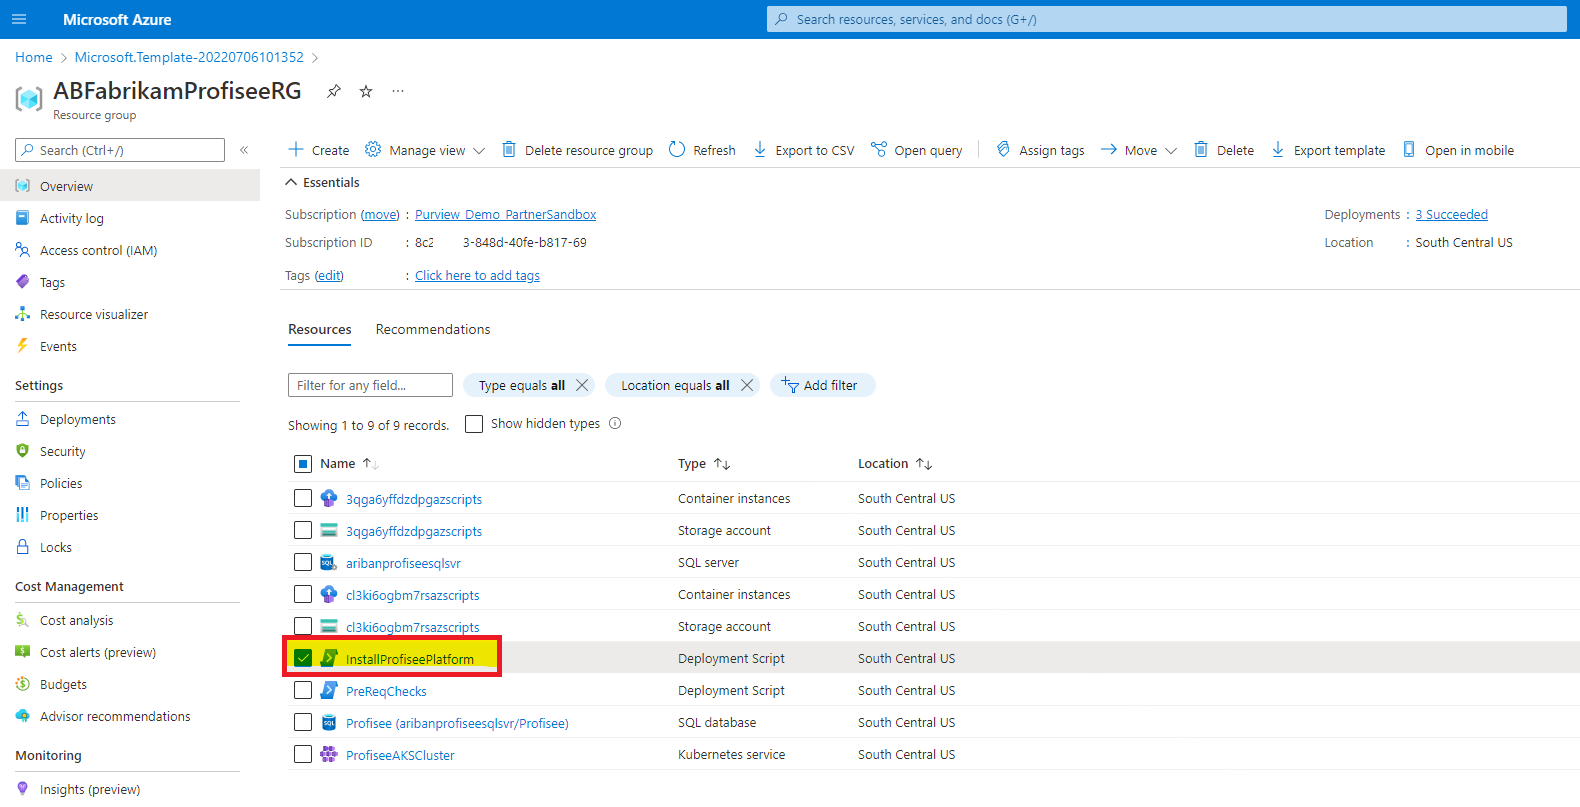 Microsoft Azure
Search resources, services, and docs (G+/)
Home > Microsoft.Template-20220706101352 >
ABFabrikamProfiseeRG
Resource group
Search (Ctrl+/)
«
Create
Manage view
Delete resource group
Refresh
Export to CSV
Open query
Assign tags
Move
Delete
Export template
Open in mobile
Overview
Activity log
Access control (IAM)
Tags
Resource visualizer
Events
Settings
Deployments
Security
Policies
Properties
Locks
Cost Management
Cost analysis
Cost alerts (preview)
Budgets
Advisor recommendations
Monitoring
Insights (preview)
Essentials
Subscription (move) : Purview_Demo_PartnerSandbox
Subscription ID : 8c2 3-848d-40fe-b817-69
Tags (edit) : Click here to add tags
Deployments : 3 Succeeded
Location : South Central US
Resources Recommendations
Filter for any field...
Type equals all
Location equals all
Add filter
Showing 1 to 9 of 9 records.
Show hidden types
Name Type Location
3qga6yffdzdpgazscripts Container instances South Central US
3qga6yffdzdpgazscripts Storage account South Central US
SQL aribanprofiseesqlsvr SQL server South Central US
cl3ki6ogbm7rsazscripts Container instances South Central US
cl3ki6ogbm7rsazscripts Storage account South Central US
InstallProfiseePlatform Deployment Script South Central US
PreReqChecks Deployment Script South Central US
SQL Profisee (aribanprofiseesqlsvr/Profisee) SQL database South Central US
ProfiseeAKSCluster Kubernetes service South Central US